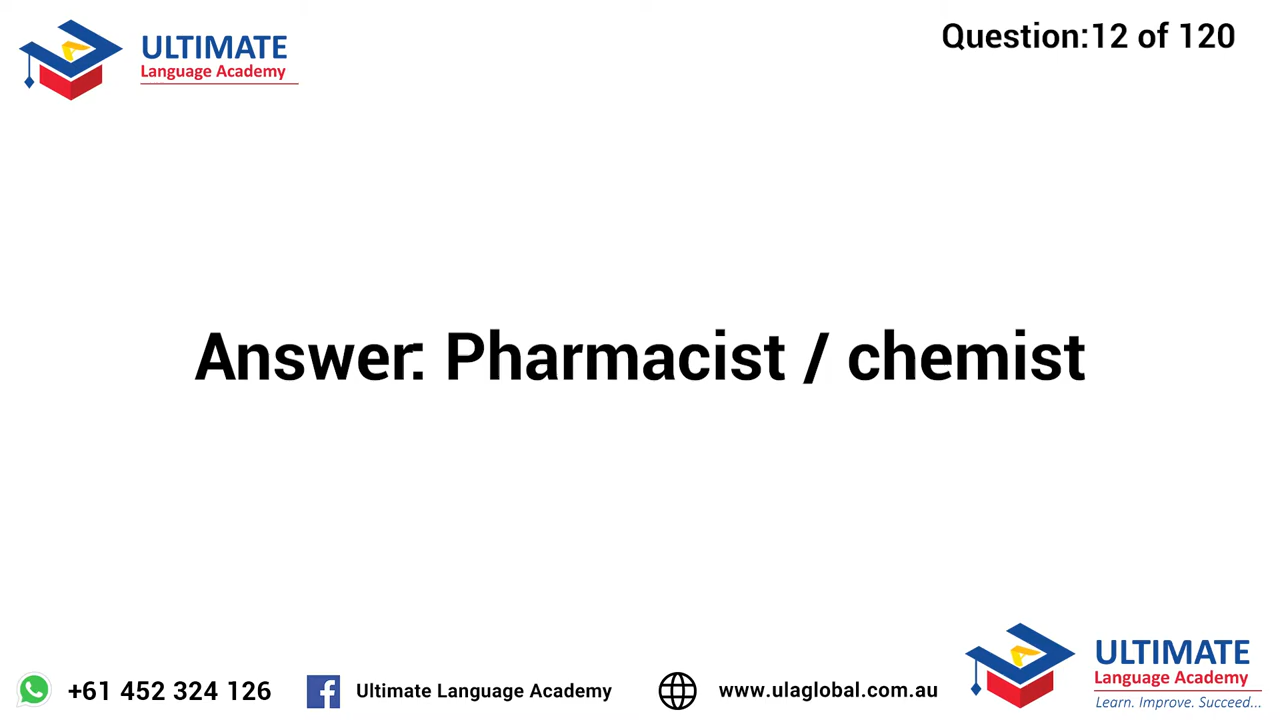 ULTIMATE
Language Academy
Question:12 of 120
Answer: Pharmacist / chemist
+61 452 324 126
Ultimate Language Academy
www.ulaglobal.com.au
ULTIMATE
Language Academy
Learn. Improve. Succeed...